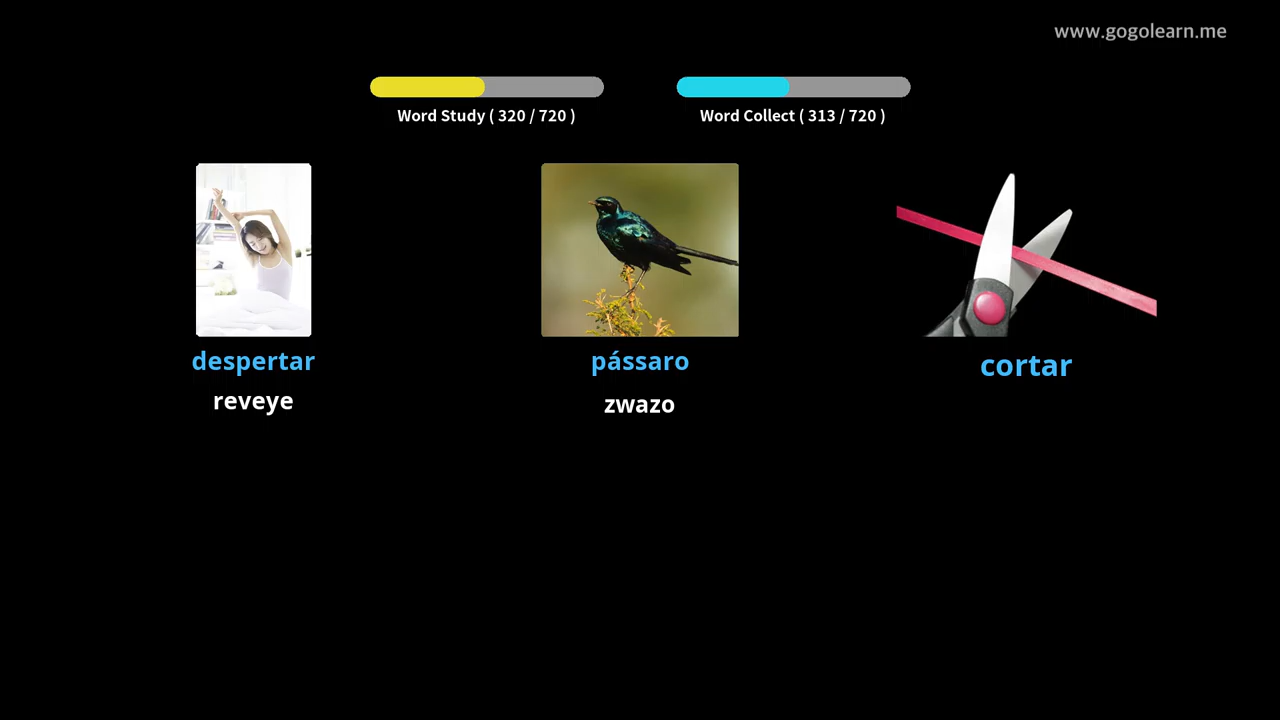 www.gogolearn.me
Word Study ( 320 / 720 )
Word Collect ( 313 / 720 )
despertar
reveye
pássaro
zwazo
cortar